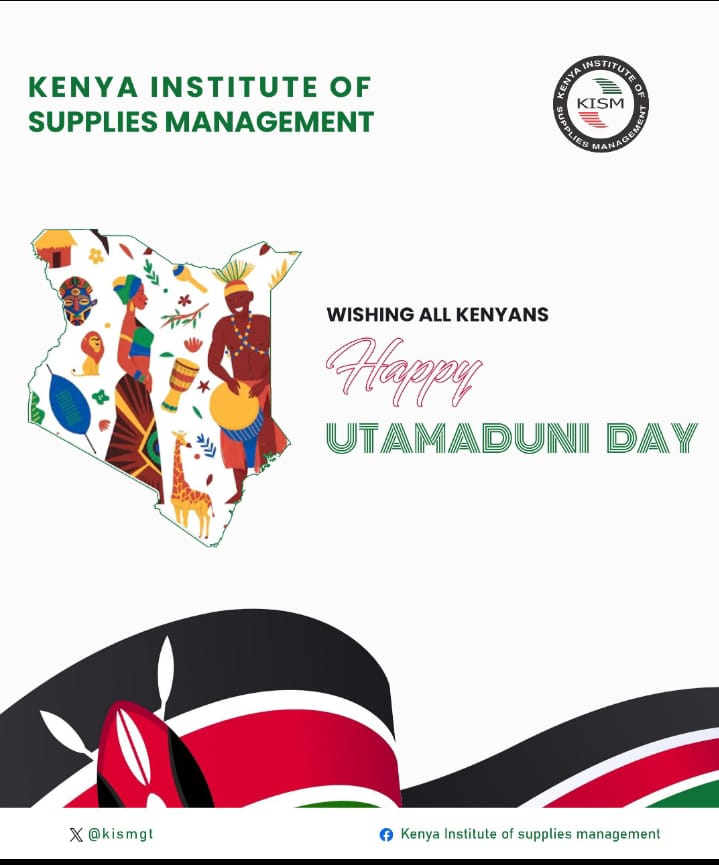 KENYA INSTITUTE OF
SUPPLIES MANAGEMENT
KENYA INSTITUTE OF
KISM
SUPPLIES MANAGEMENT
WISHING ALL KENYANS
Happy
UTAMADUNI DAY
@kismgt
Kenya Institute of supplies management